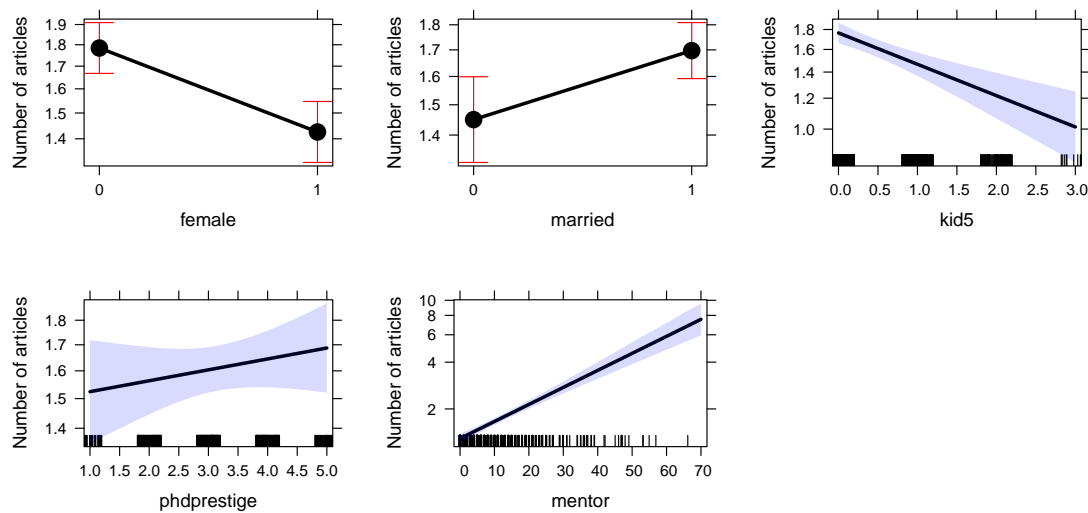 Number of articles
1.9
1.8
1.7
1.6
1.5
1.4
0 1
female
Number of articles
1.8
1.7
1.6
1.5
1.4
0 1
married
Number of articles
1.8
1.6
1.4
1.2
1.0
0.0 0.5 1.0 1.5 2.0 2.5 3.0
kid5
Number of articles
1.8
1.7
1.6
1.5
1.4
1.0 1.5 2.0 2.5 3.0 3.5 4.0 4.5 5.0
phdprestige
Number of articles
10
8
6
4
2
0 10 20 30 40 50 60 70
mentor